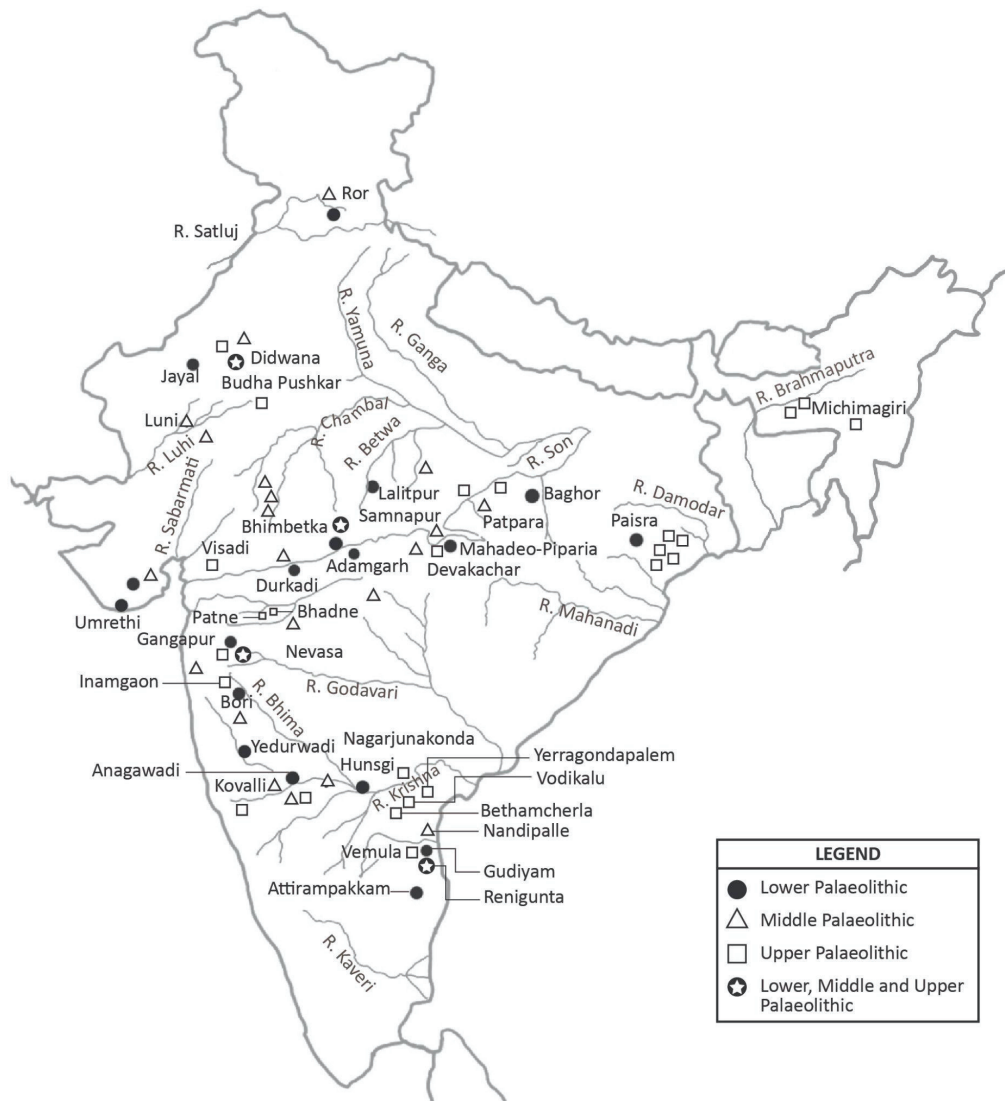 Ror
R. Satluj
R. Yamuna
R. Ganga
Didwana
Jayal
Budha Pushkar
R. Brahmaputra
Michimagiri
Luni
R. Luhi
R. Chambal
R. Betwa
R. Son
R. Sabarmati
Lalitpur
Baghor
Samnapur
R. Damodar
Bhimbetka
Patpara
Paisra
Visadi
Mahadeo-Piparia
Adamgarh
Devakachar
Durkadi
Umrethi
Bhadne
R. Mahanadi
Patne
Gangapur
Nevasa
Inamgaon
R. Godavari
Bori
R. Bhima
Yedurwadi
Nagarjunakonda
Yerragondapalem
Anagawadi
Hunsgi
Vodikalu
Kovalli
R. Krishna
Bethamcherla
Nandipalle
Vemula
Gudiyam
Attirampakkam
Renigunta
R. Kaveri
LEGEND
Lower Palaeolithic
Middle Palaeolithic
Upper Palaeolithic
Lower, Middle and Upper
Palaeolithic